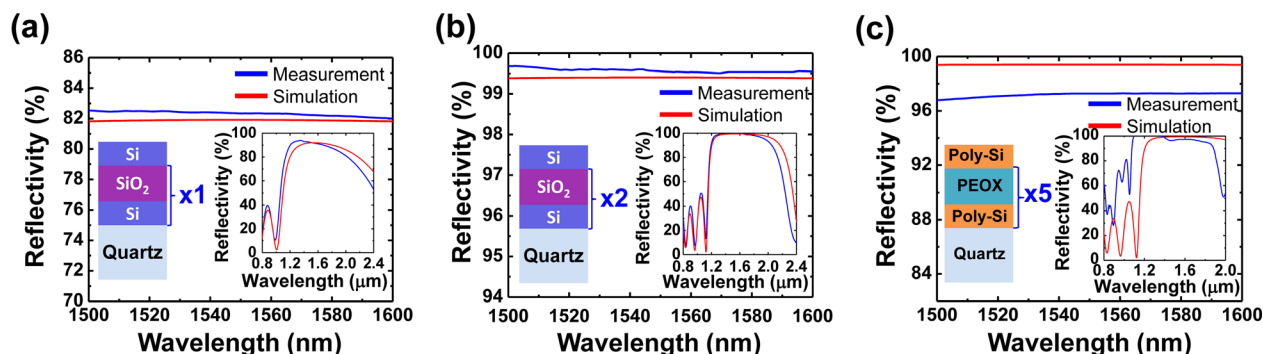 (a)
Reflectivity (%)
86
84
82
80
78
76
74
72
70
1500 1520 1540 1560 1580 1600
Wavelength (nm)
Measurement
Simulation
Si
SiO2
Si
Quartz
x1
Reflectivity (%)
100
80
60
40
20
0
0.8 1.2 1.6 2.0 2.4
Wavelength (μm)
(b)
Reflectivity (%)
100
99
98
97
96
95
94
1500 1520 1540 1560 1580 1600
Wavelength (nm)
Measurement
Simulation
Si
SiO2
Si
Quartz
x2
Reflectivity (%)
100
80
60
40
20
0
0.8 1.2 1.6 2.0 2.4
Wavelength (μm)
(c)
Reflectivity (%)
100
96
92
88
84
1500 1520 1540 1560 1580 1600
Wavelength (nm)
Measurement
Simulation
Poly-Si
PEOX
Poly-Si
Quartz
x5
Reflectivity (%)
100
80
60
40
20
0
0.8 1.2 1.6 2.0
Wavelength (μm)